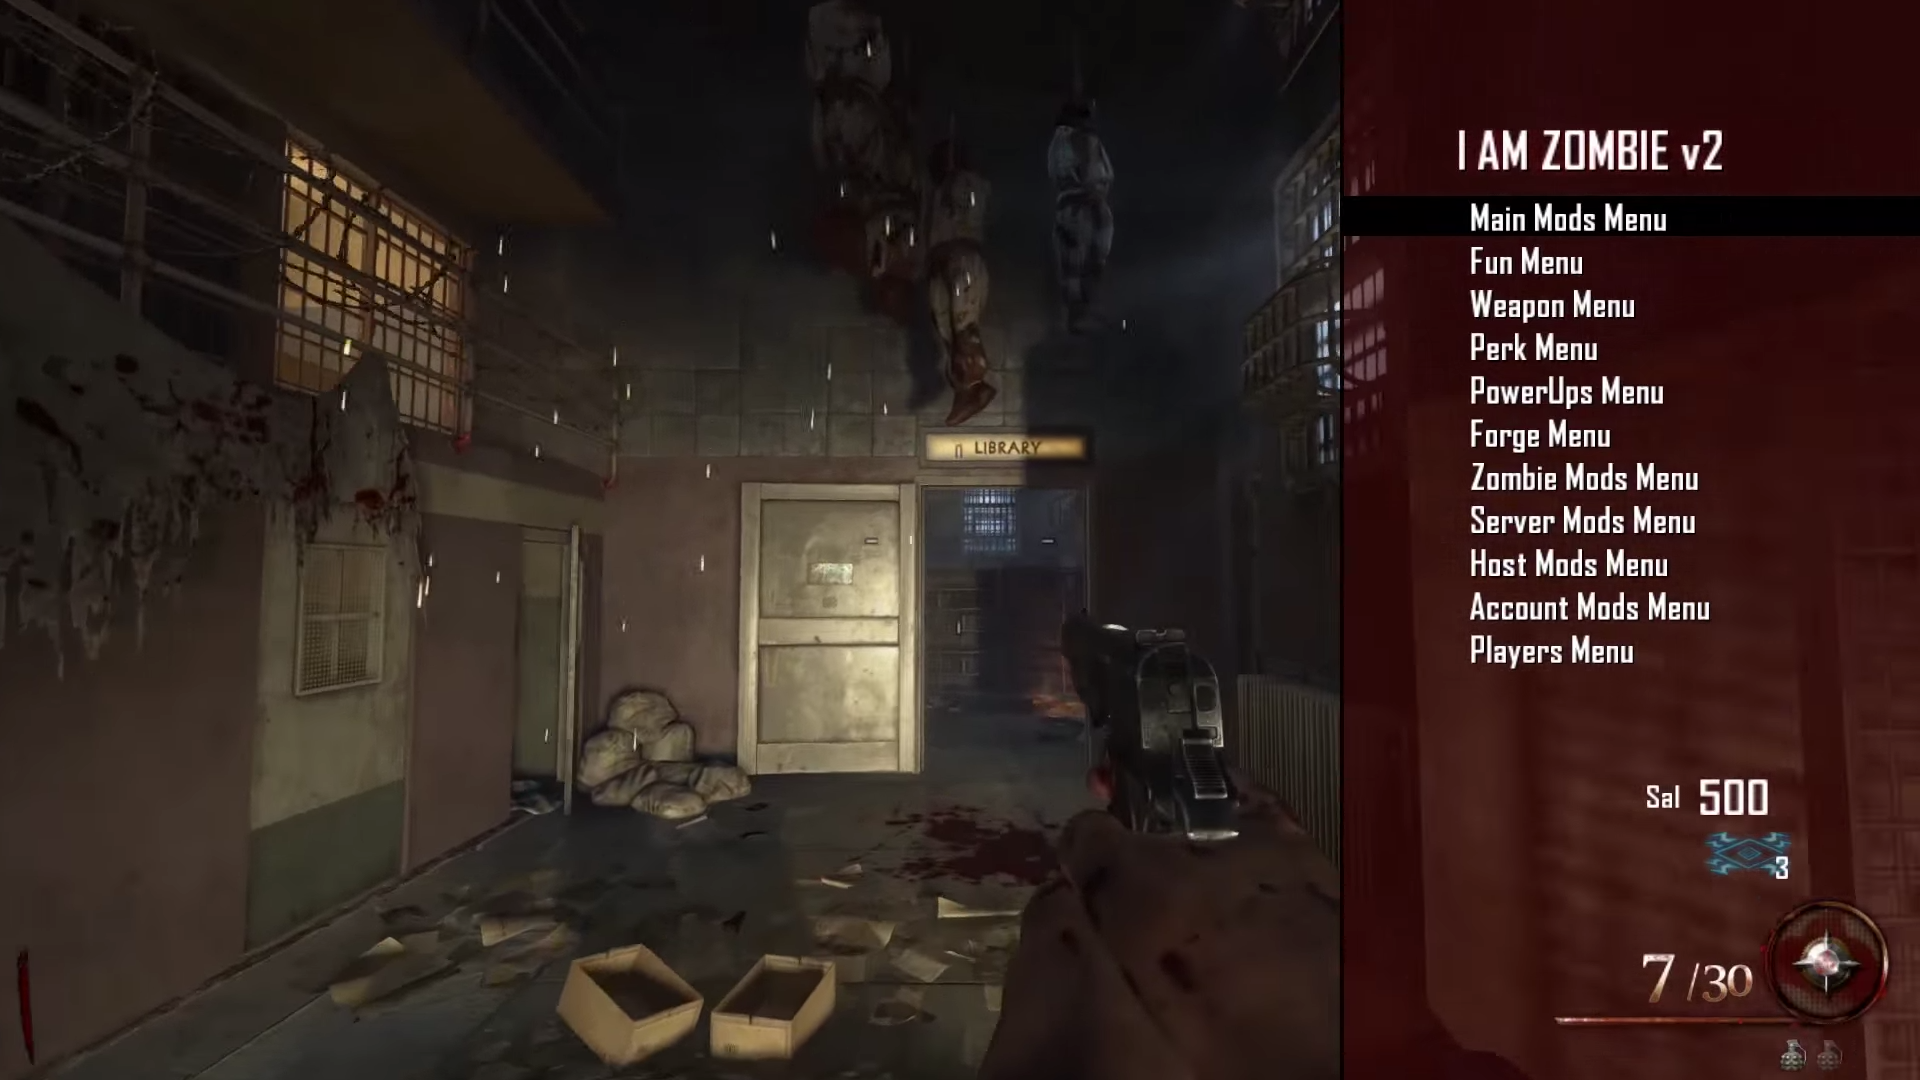 LIBRARY
I AM ZOMBIE v2
Main Mods Menu
Fun Menu
Weapon Menu
Perk Menu
PowerUps Menu
Forge Menu
Zombie Mods Menu
Server Mods Menu
Host Mods Menu
Account Mods Menu
Players Menu
Sal 500
3
7/30